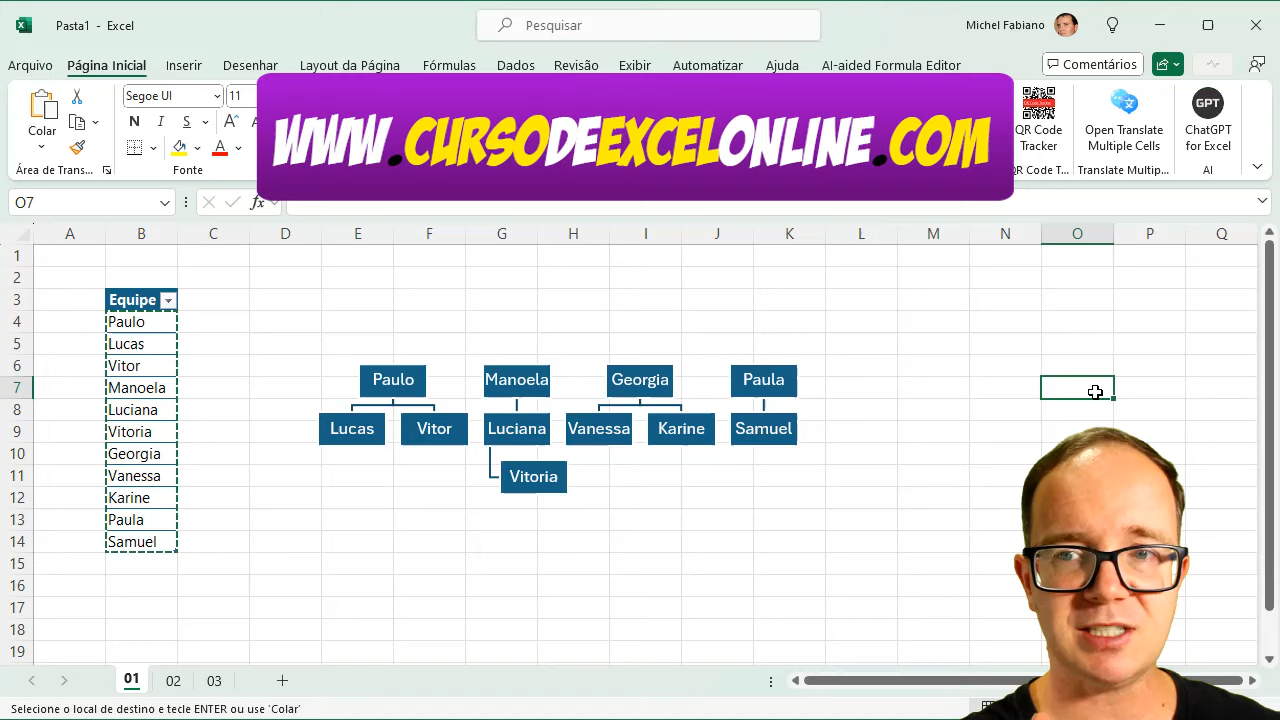 Pasta1 - Excel
Pesquisar
Michel Fabiano
Arquivo Página Inicial Inserir Desenhar Layout da Página Fórmulas Dados Revisão Exibir Automatizar Ajuda AI-aided Formula Editor
Comentários
Colar
Área de Trans...
Segoe UI 11
N I S A
A
Fonte
WWW.CURSODEEXCELONLINE.COM
QR Code
Tracker
QR Code T...
Open Translate
Multiple Cells
Translate Multip...
GPT
ChatGPT
for Excel
AI
O7
fx
A B C D E F G H I J K L M N O P Q
1
2
3 Equipe
4 Paulo
5 Lucas
6 Vitor
7 Manoela
8 Luciana
9 Vitoria
10 Georgia
11 Vanessa
12 Karine
13 Paula
14 Samuel
15
16
17
18
19
Paulo Manoela Georgia Paula
Lucas Vitor Luciana Vanessa Karine Samuel
Vitoria
01 02 03
Selecione o local de destino e tecle ENTER ou use 'Colar'